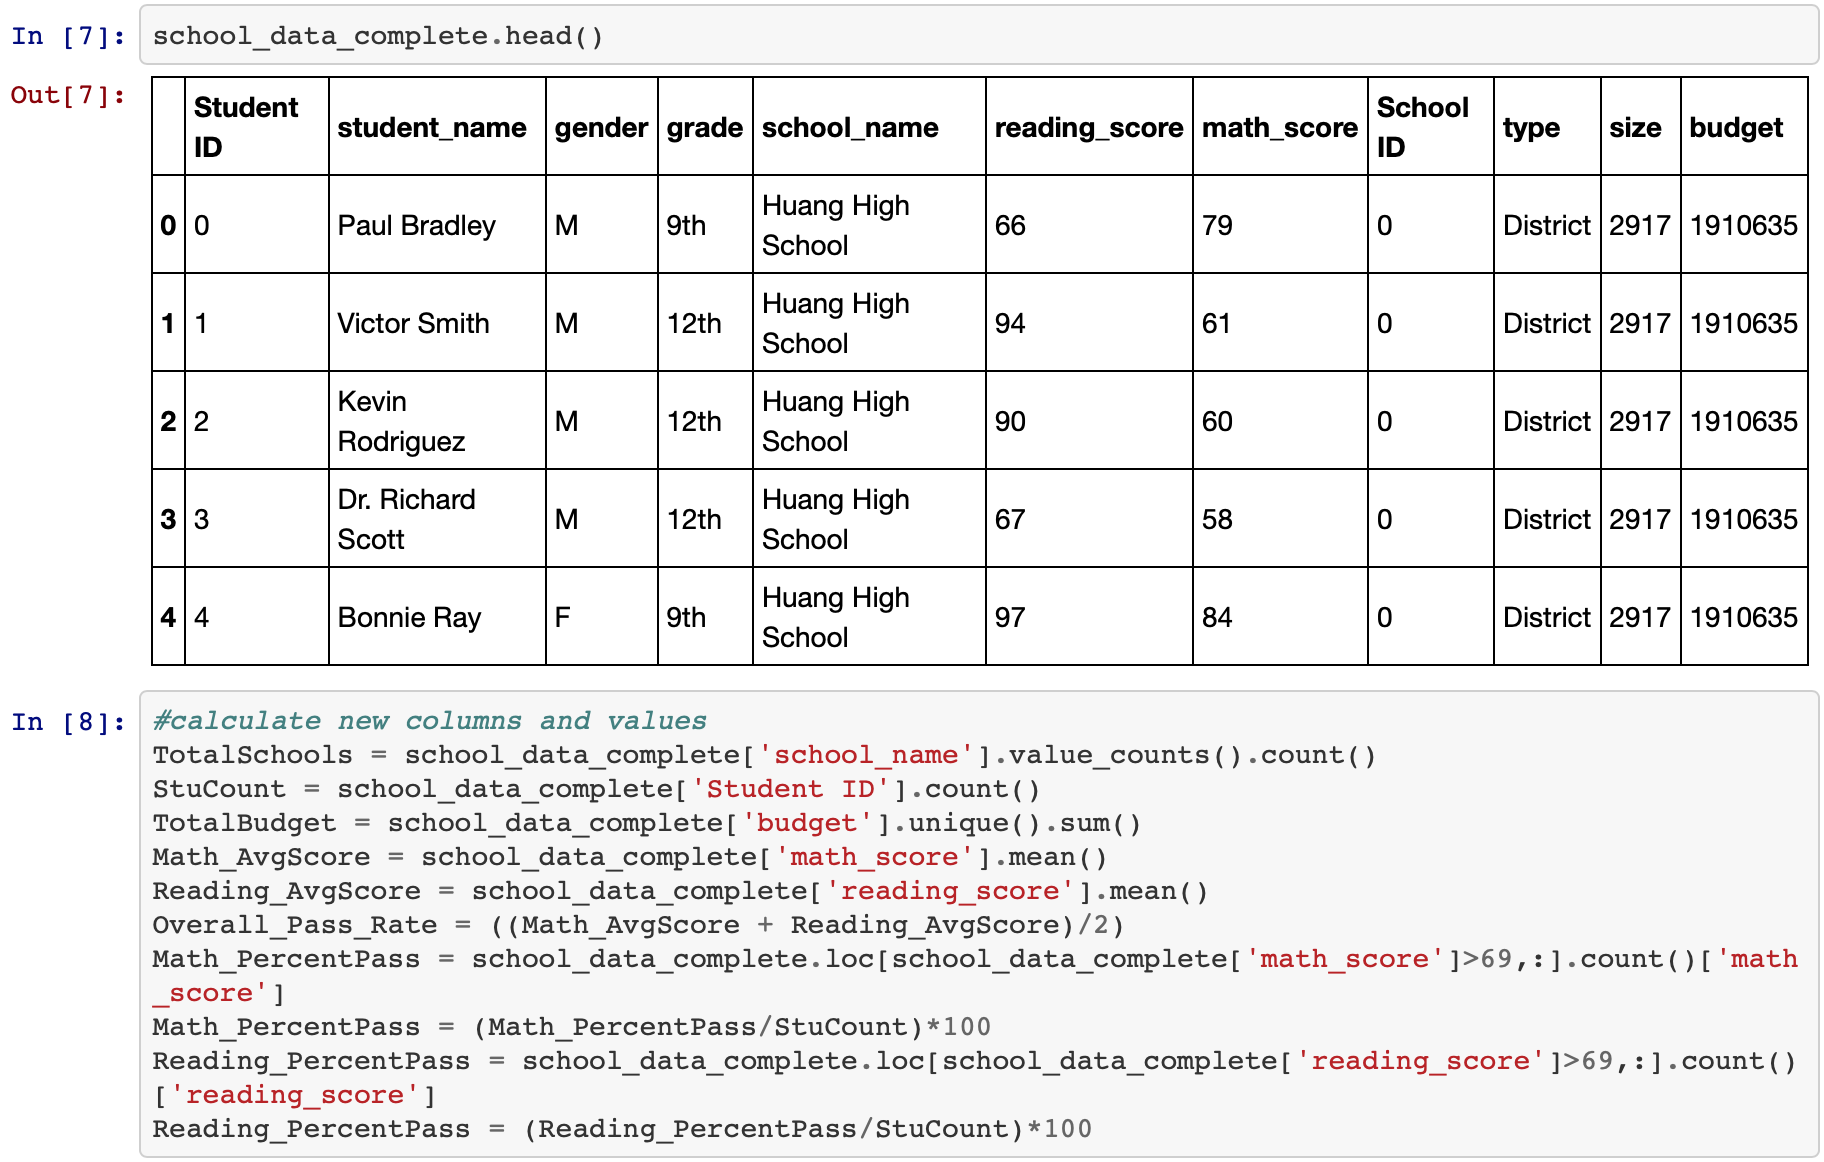 In [7]: school_data_complete.head()
Out[7]:
Student ID student_name gender grade school_name reading_score math_score School ID type size budget
0 0 Paul Bradley M 9th Huang High School 66 79 0 District 2917 1910635
1 1 Victor Smith M 12th Huang High School 94 61 0 District 2917 1910635
2 2 Kevin Rodriguez M 12th Huang High School 90 60 0 District 2917 1910635
3 3 Dr. Richard Scott M 12th Huang High School 67 58 0 District 2917 1910635
4 4 Bonnie Ray F 9th Huang High School 97 84 0 District 2917 1910635
In [8]: #calculate new columns and values
TotalSchools = school_data_complete['school_name'].value_counts().count()
StuCount = school_data_complete['Student ID'].count()
TotalBudget = school_data_complete['budget'].unique().sum()
Math_AvgScore = school_data_complete['math_score'].mean()
Reading_AvgScore = school_data_complete['reading_score'].mean()
Overall_Pass_Rate = ((Math_AvgScore + Reading_AvgScore)/2)
Math_PercentPass = school_data_complete.loc[school_data_complete['math_score']>69,:].count()['math
_score']
Math_PercentPass = (Math_PercentPass/StuCount)*100
Reading_PercentPass = school_data_complete.loc[school_data_complete['reading_score']>69,:].count()
['reading_score']
Reading_PercentPass = (Reading_PercentPass/StuCount)*100